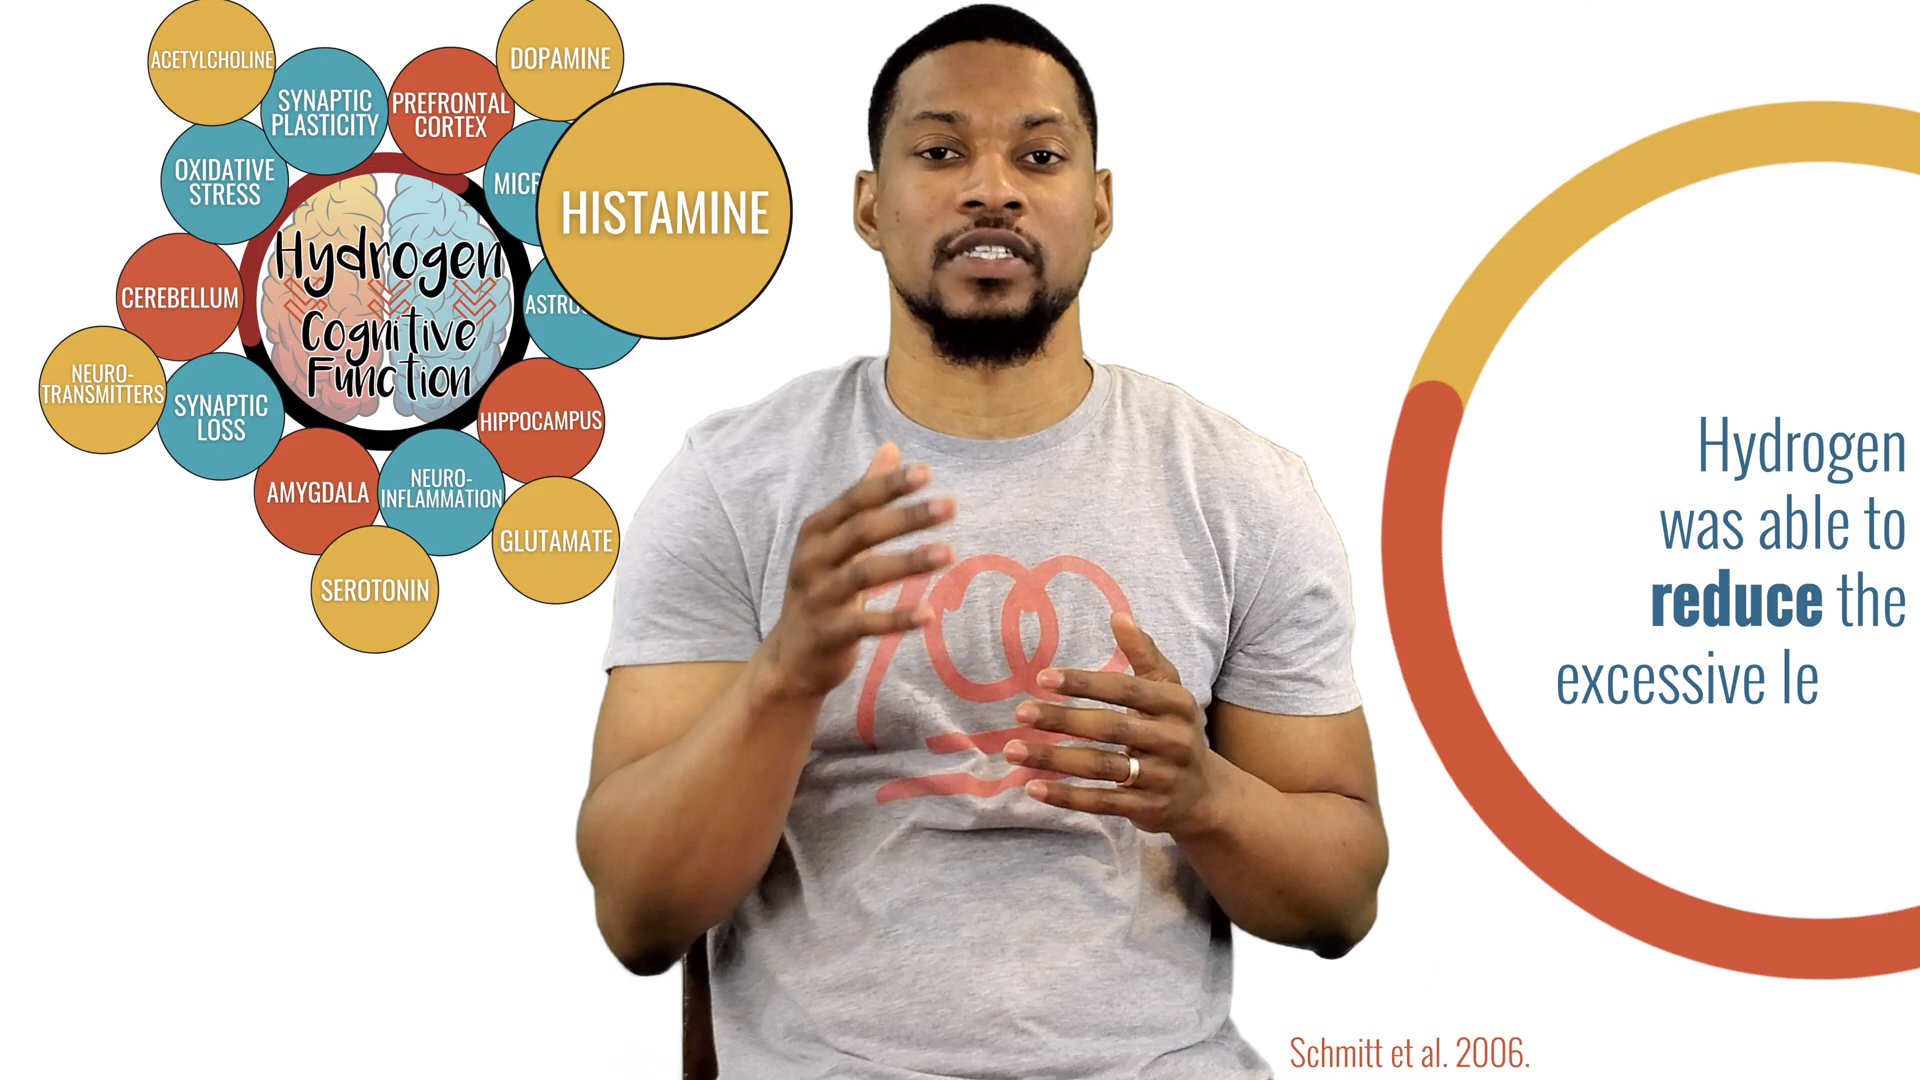 ACETYLCHOLINE
DOPAMINE
SYNAPTIC
PLASTICITY
PREFRONTAL
CORTEX
OXIDATIVE
STRESS
MICR
HISTAMINE
Hydrogen
Cognitive
Function
CEREBELLUM
ASTRO
NEURO-
TRANSMITTERS
SYNAPTIC
LOSS
HIPPOCAMPUS
AMYGDALA
NEURO-
INFLAMMATION
GLUTAMATE
SEROTONIN
100
Hydrogen
was able to
reduce the
excessive le
Schmitt et al. 2006.